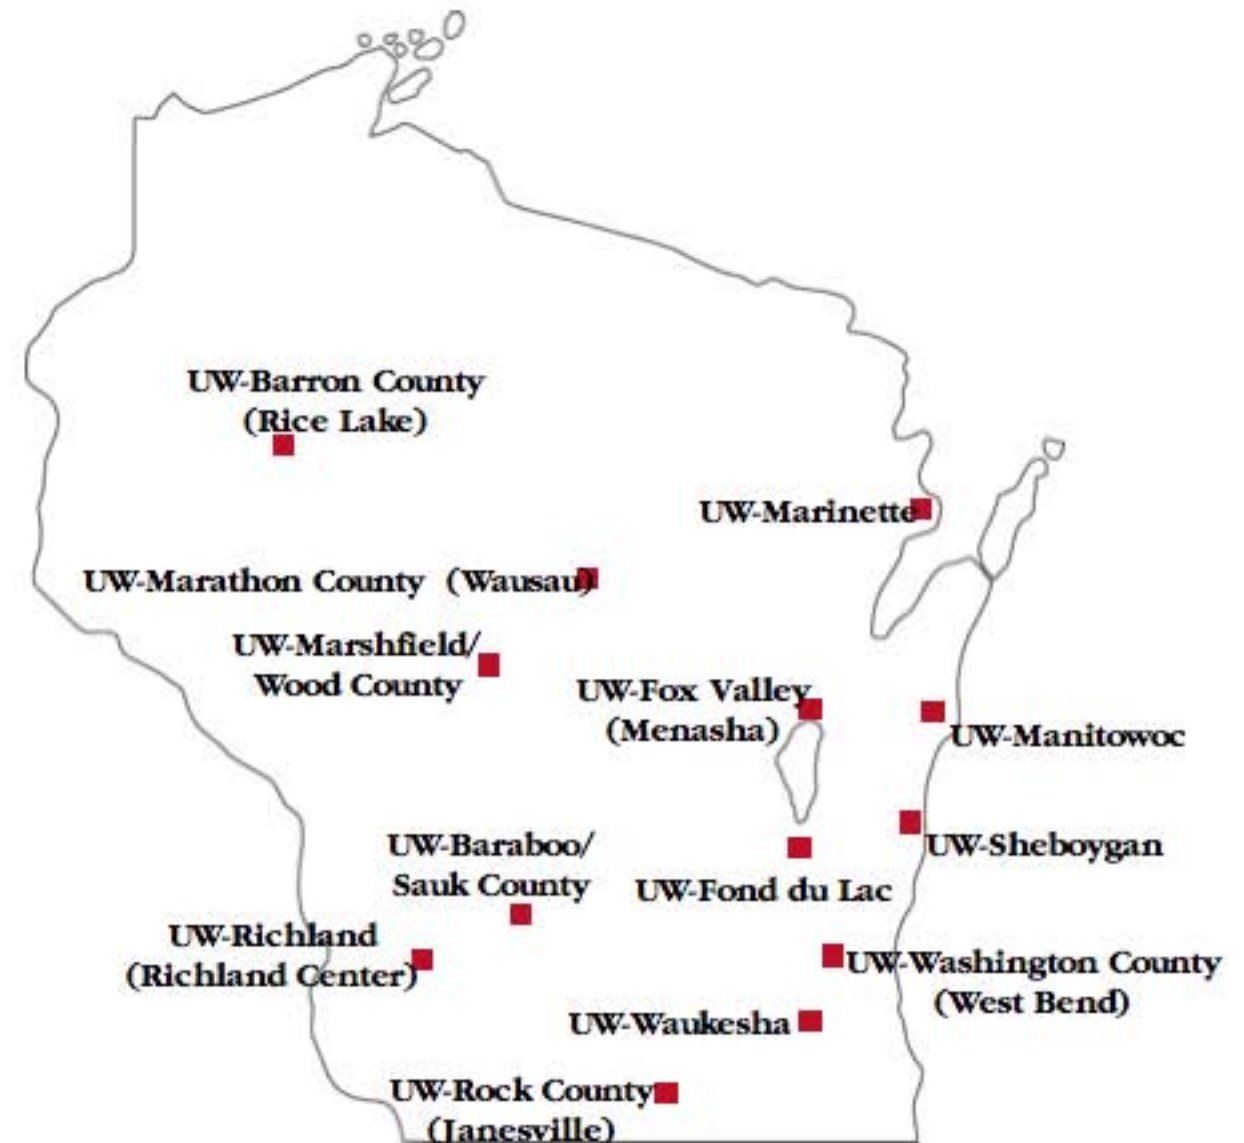 UW-Barron County
(Rice Lake)
UW-Marinette
UW-Marathon County (Wausau)
UW-Marshfield/
Wood County
UW-Fox Valley
(Menasha)
UW-Manitowoc
UW-Baraboo/
Sauk County
UW-Sheboygan
UW-Fond du Lac
UW-Richland
(Richland Center)
UW-Washington County
(West Bend)
UW-Waukesha
UW-Rock County
(Janesville)